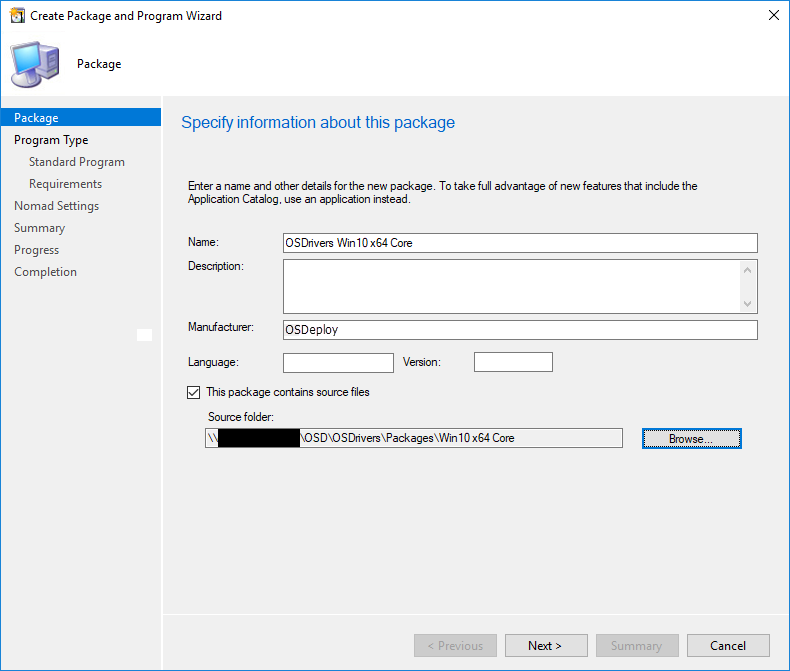 Create Package and Program Wizard
Package
Package
Program Type
Standard Program
Requirements
Nomad Settings
Summary
Progress
Completion
Specify information about this package
Enter a name and other details for the new package. To take full advantage of new features that include the
Application Catalog, use an application instead.
Name: OSDrivers Win10 x64 Core
Description:
Manufacturer: OSDeploy
Language: Version:
This package contains source files
Source folder:
\\ \OSD\OSDrivers\Packages\Win10 x64 Core Browse...
< Previous Next > Summary Cancel